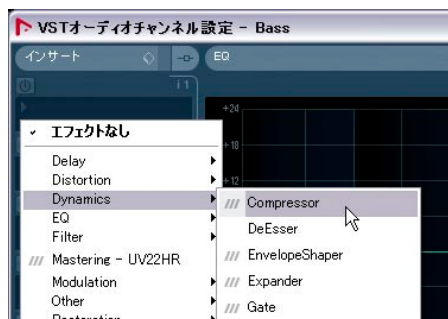 VSTオーディオチャンネル設定 - Bass
インサート
EQ
i1
+24
✓ エフェクトなし
+18
Delay
Distortion
+12
Dynamics
/// Compressor
EQ
DeEsser
Filter
/// Mastering - UV22HR
/// EnvelopeShaper
Modulation
/// Expander
Other
/// Gate
Restoration